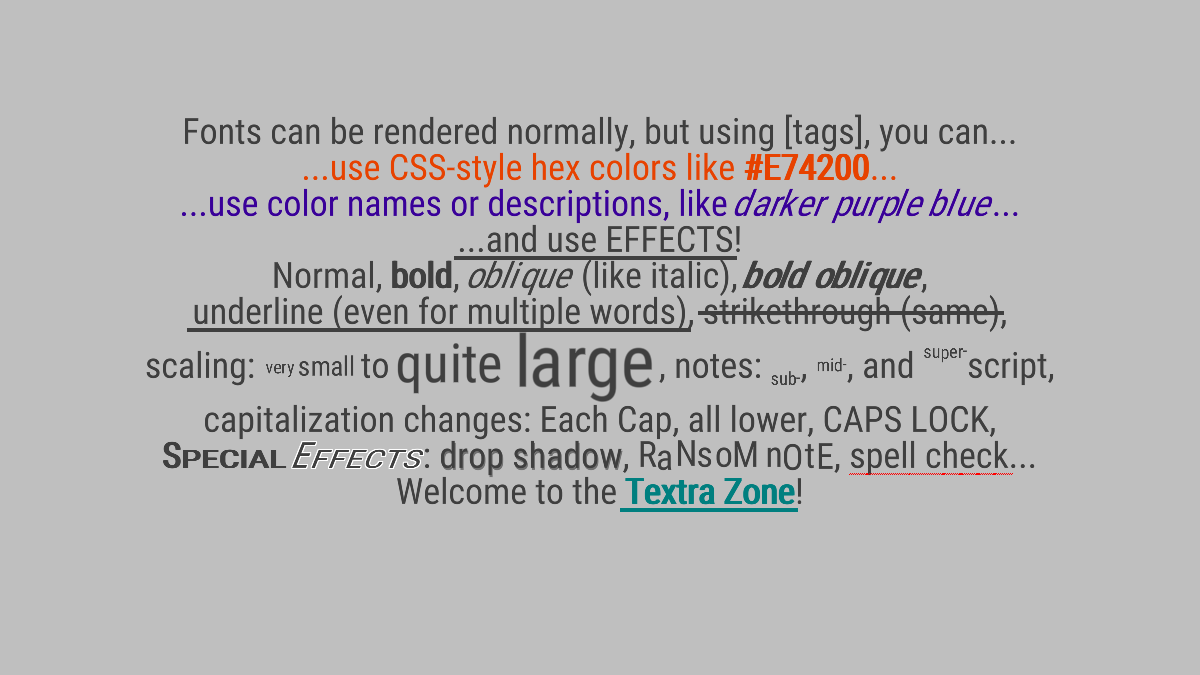 Fonts can be rendered normally, but using [tags], you can...
...use CSS-style hex colors like #E74200...
...use color names or descriptions, like darker purple blue...
...and use EFFECTS!
Normal, bold, oblique (like italic), bold oblique,
underline (even for multiple words), strikethrough (same),
scaling: very small to quite large, notes: sub-, mid-, and super-script,
capitalization changes: Each Cap, all lower, CAPS LOCK,
SPECIAL EFFECTS: drop shadow, RaNsoM nOtE, spell check...
Welcome to the Textra Zone!